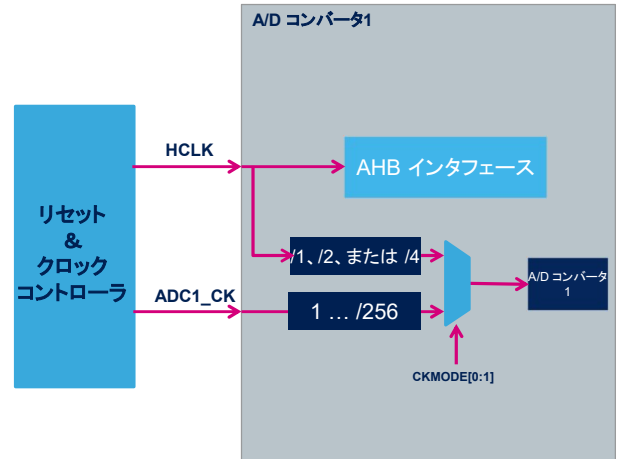 A/D コンバータ1
HCLK
AHB インタフェース
リセット
&
クロック
コントローラ
/1、/2、または /4
A/D コンバータ
1
ADC1_CK
1 … /256
CKMODE[0:1]